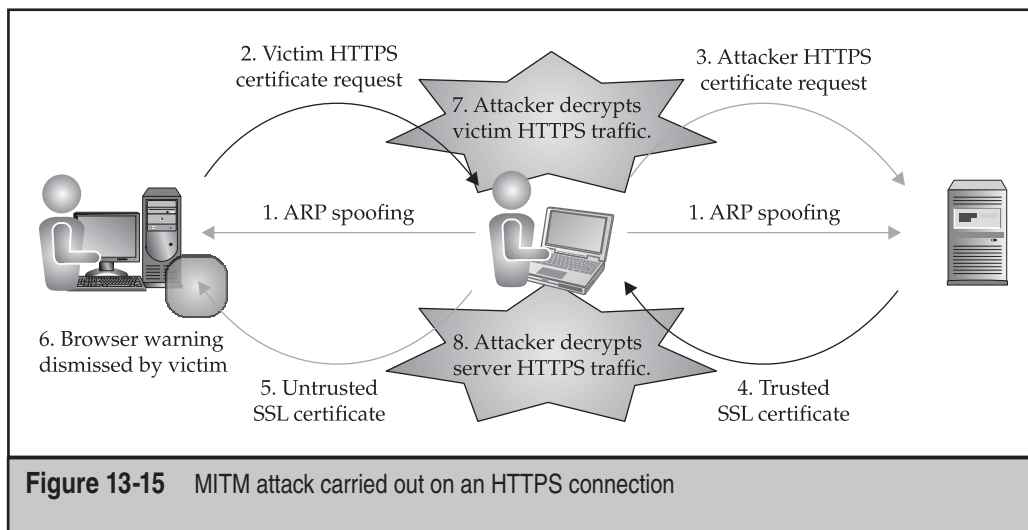 2. Victim HTTPS
certificate request
3. Attacker HTTPS
certificate request
7. Attacker decrypts
victim HTTPS traffic.
1. ARP spoofing
1. ARP spoofing
6. Browser warning
dismissed by victim
8. Attacker decrypts
server HTTPS traffic.
5. Untrusted
SSL certificate
4. Trusted
SSL certificate
Figure 13-15 MITM attack carried out on an HTTPS connection